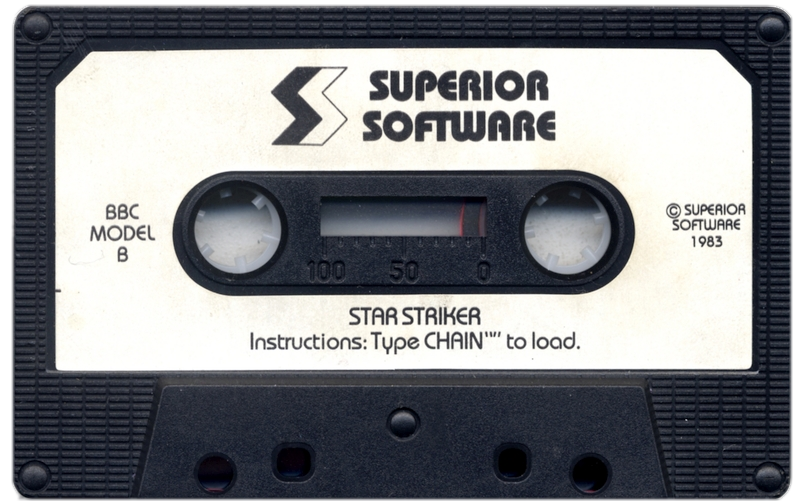 SUPERIOR
SOFTWARE
BBC
MODEL
B
© SUPERIOR
SOFTWARE
1983
100 50 0
STAR STRIKER
Instructions: Type CHAIN"" to load.